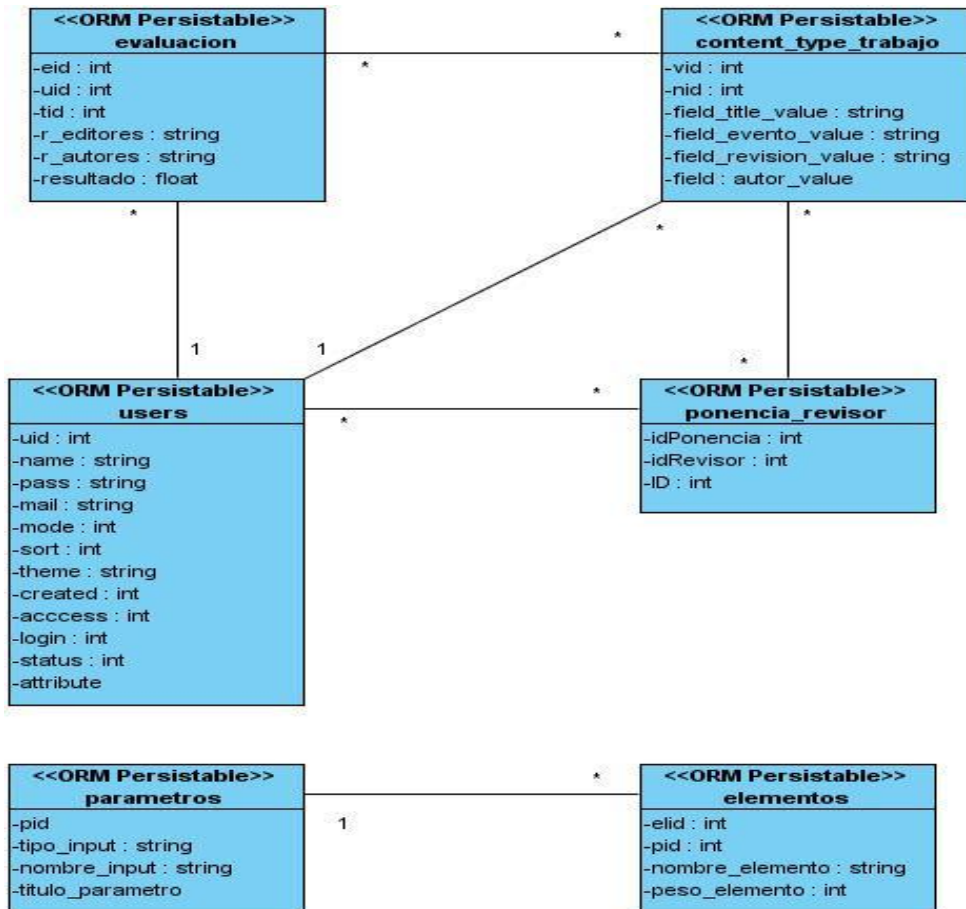 <<ORM Persistable>>
evaluacion
-eid : int
-uid : int
-tid : int
-r_editores : string
-r_autores : string
-resultado : float
*
*
<<ORM Persistable>>
content_type_trabajo
-vid : int
-nid : int
-field_title_value : string
-field_evento_value : string
-field_revision_value : string
-field : autor_value
*
*
*
1
1
*
<<ORM Persistable>>
users
-uid : int
-name : string
-pass : string
-mail : string
-mode : int
-sort : int
-theme : string
-created : int
-acccess : int
-login : int
-status : int
-attribute
*
*
<<ORM Persistable>>
ponencia_revisor
-idPonencia : int
-idRevisor : int
-ID : int
<<ORM Persistable>>
parametros
-pid
-tipo_input : string
-nombre_input : string
-titulo_parametro
1
*
<<ORM Persistable>>
elementos
-elid : int
-pid : int
-nombre_elemento : string
-peso_elemento : int